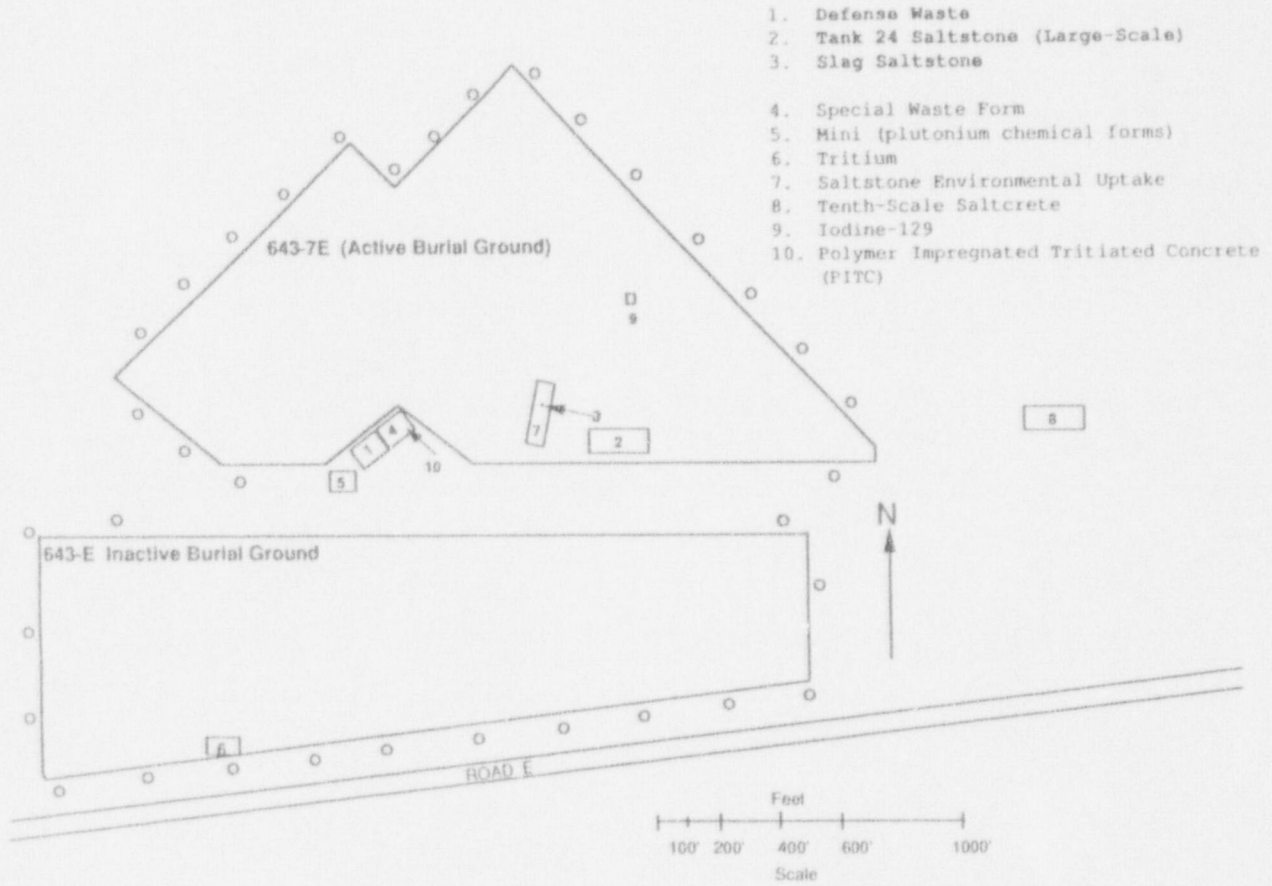 1. Defense Waste
2. Tank 24 Saltstone (Large-Scale)
3. Slag Saltstone
4. Special Waste Form
5. Mini (plutonium chemical forms)
6. Tritium
7. Saltstone Environmental Uptake
8. Tenth-Scale Saltcrete
9. Iodine-129
10. Polymer Impregnated Tritiated Concrete
(PITC)
643-7E (Active Burial Ground)
9
3
7
2
8
4
1
10
5
N
643-E Inactive Burial Ground
6
ROAD E
Feet
100' 200' 400' 600' 1000'
Scale